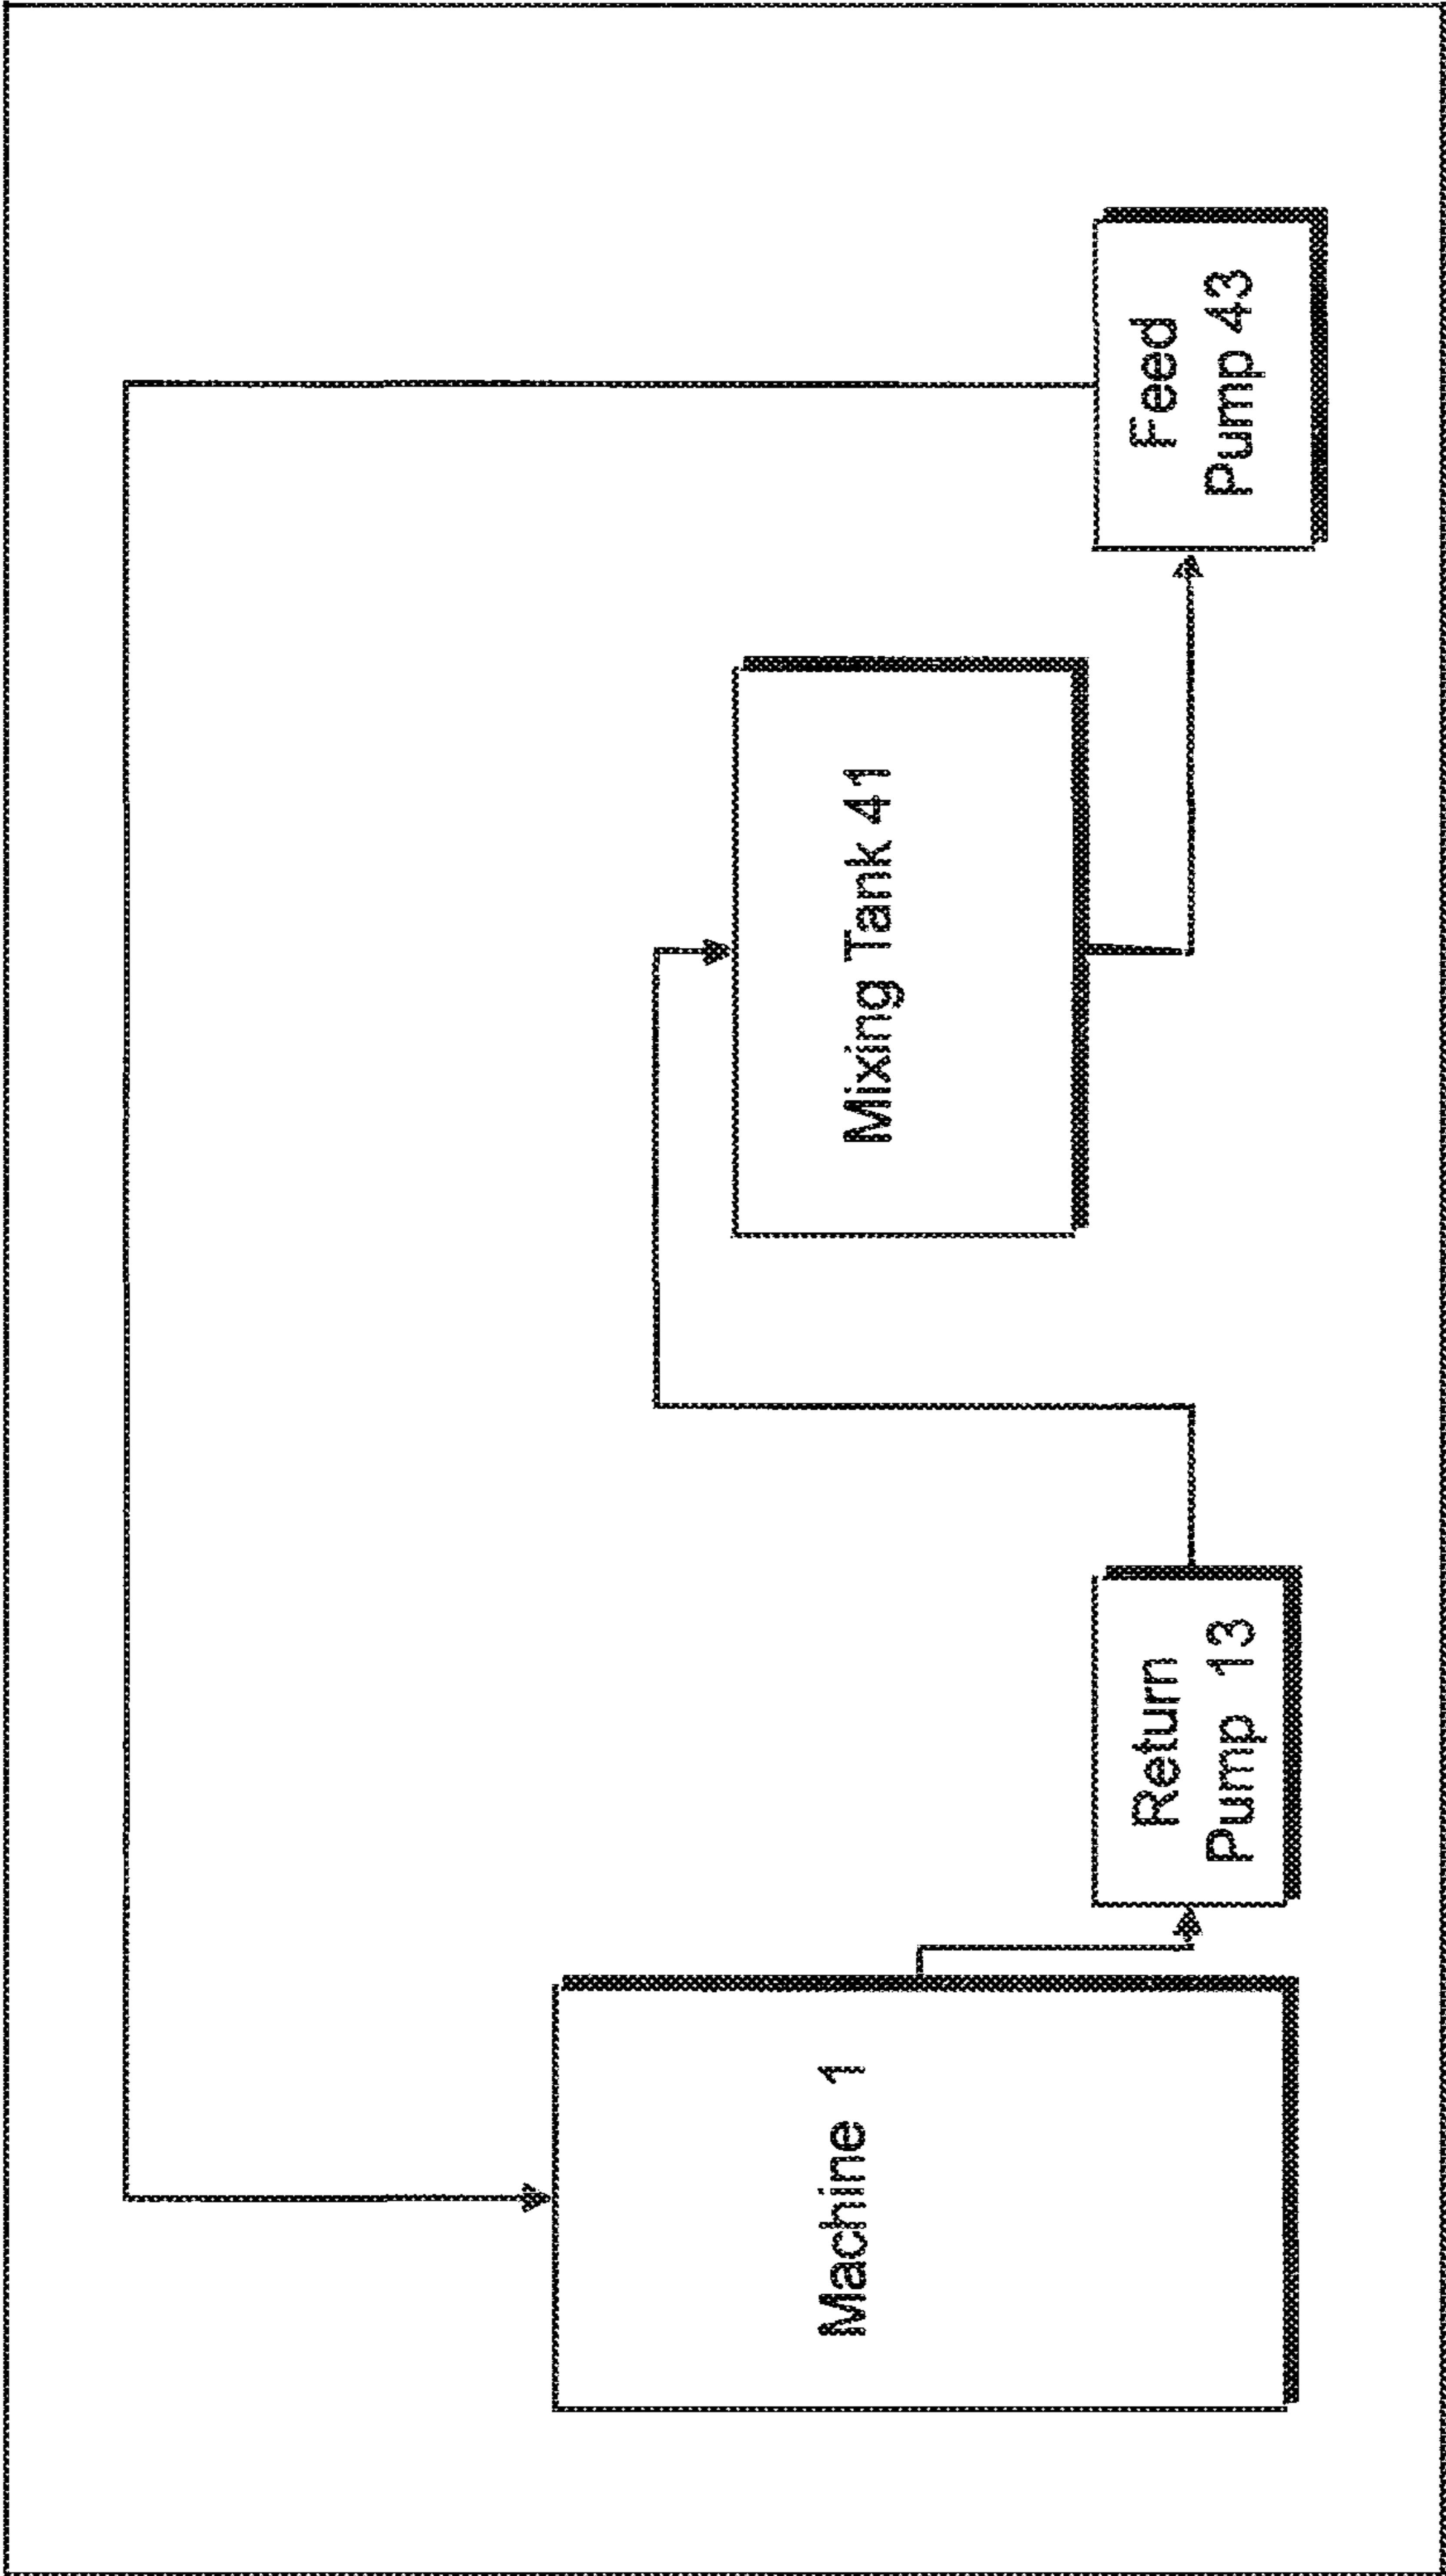 Machine 1
Return
Pump 13
Mixing Tank 41
Feed
Pump 43